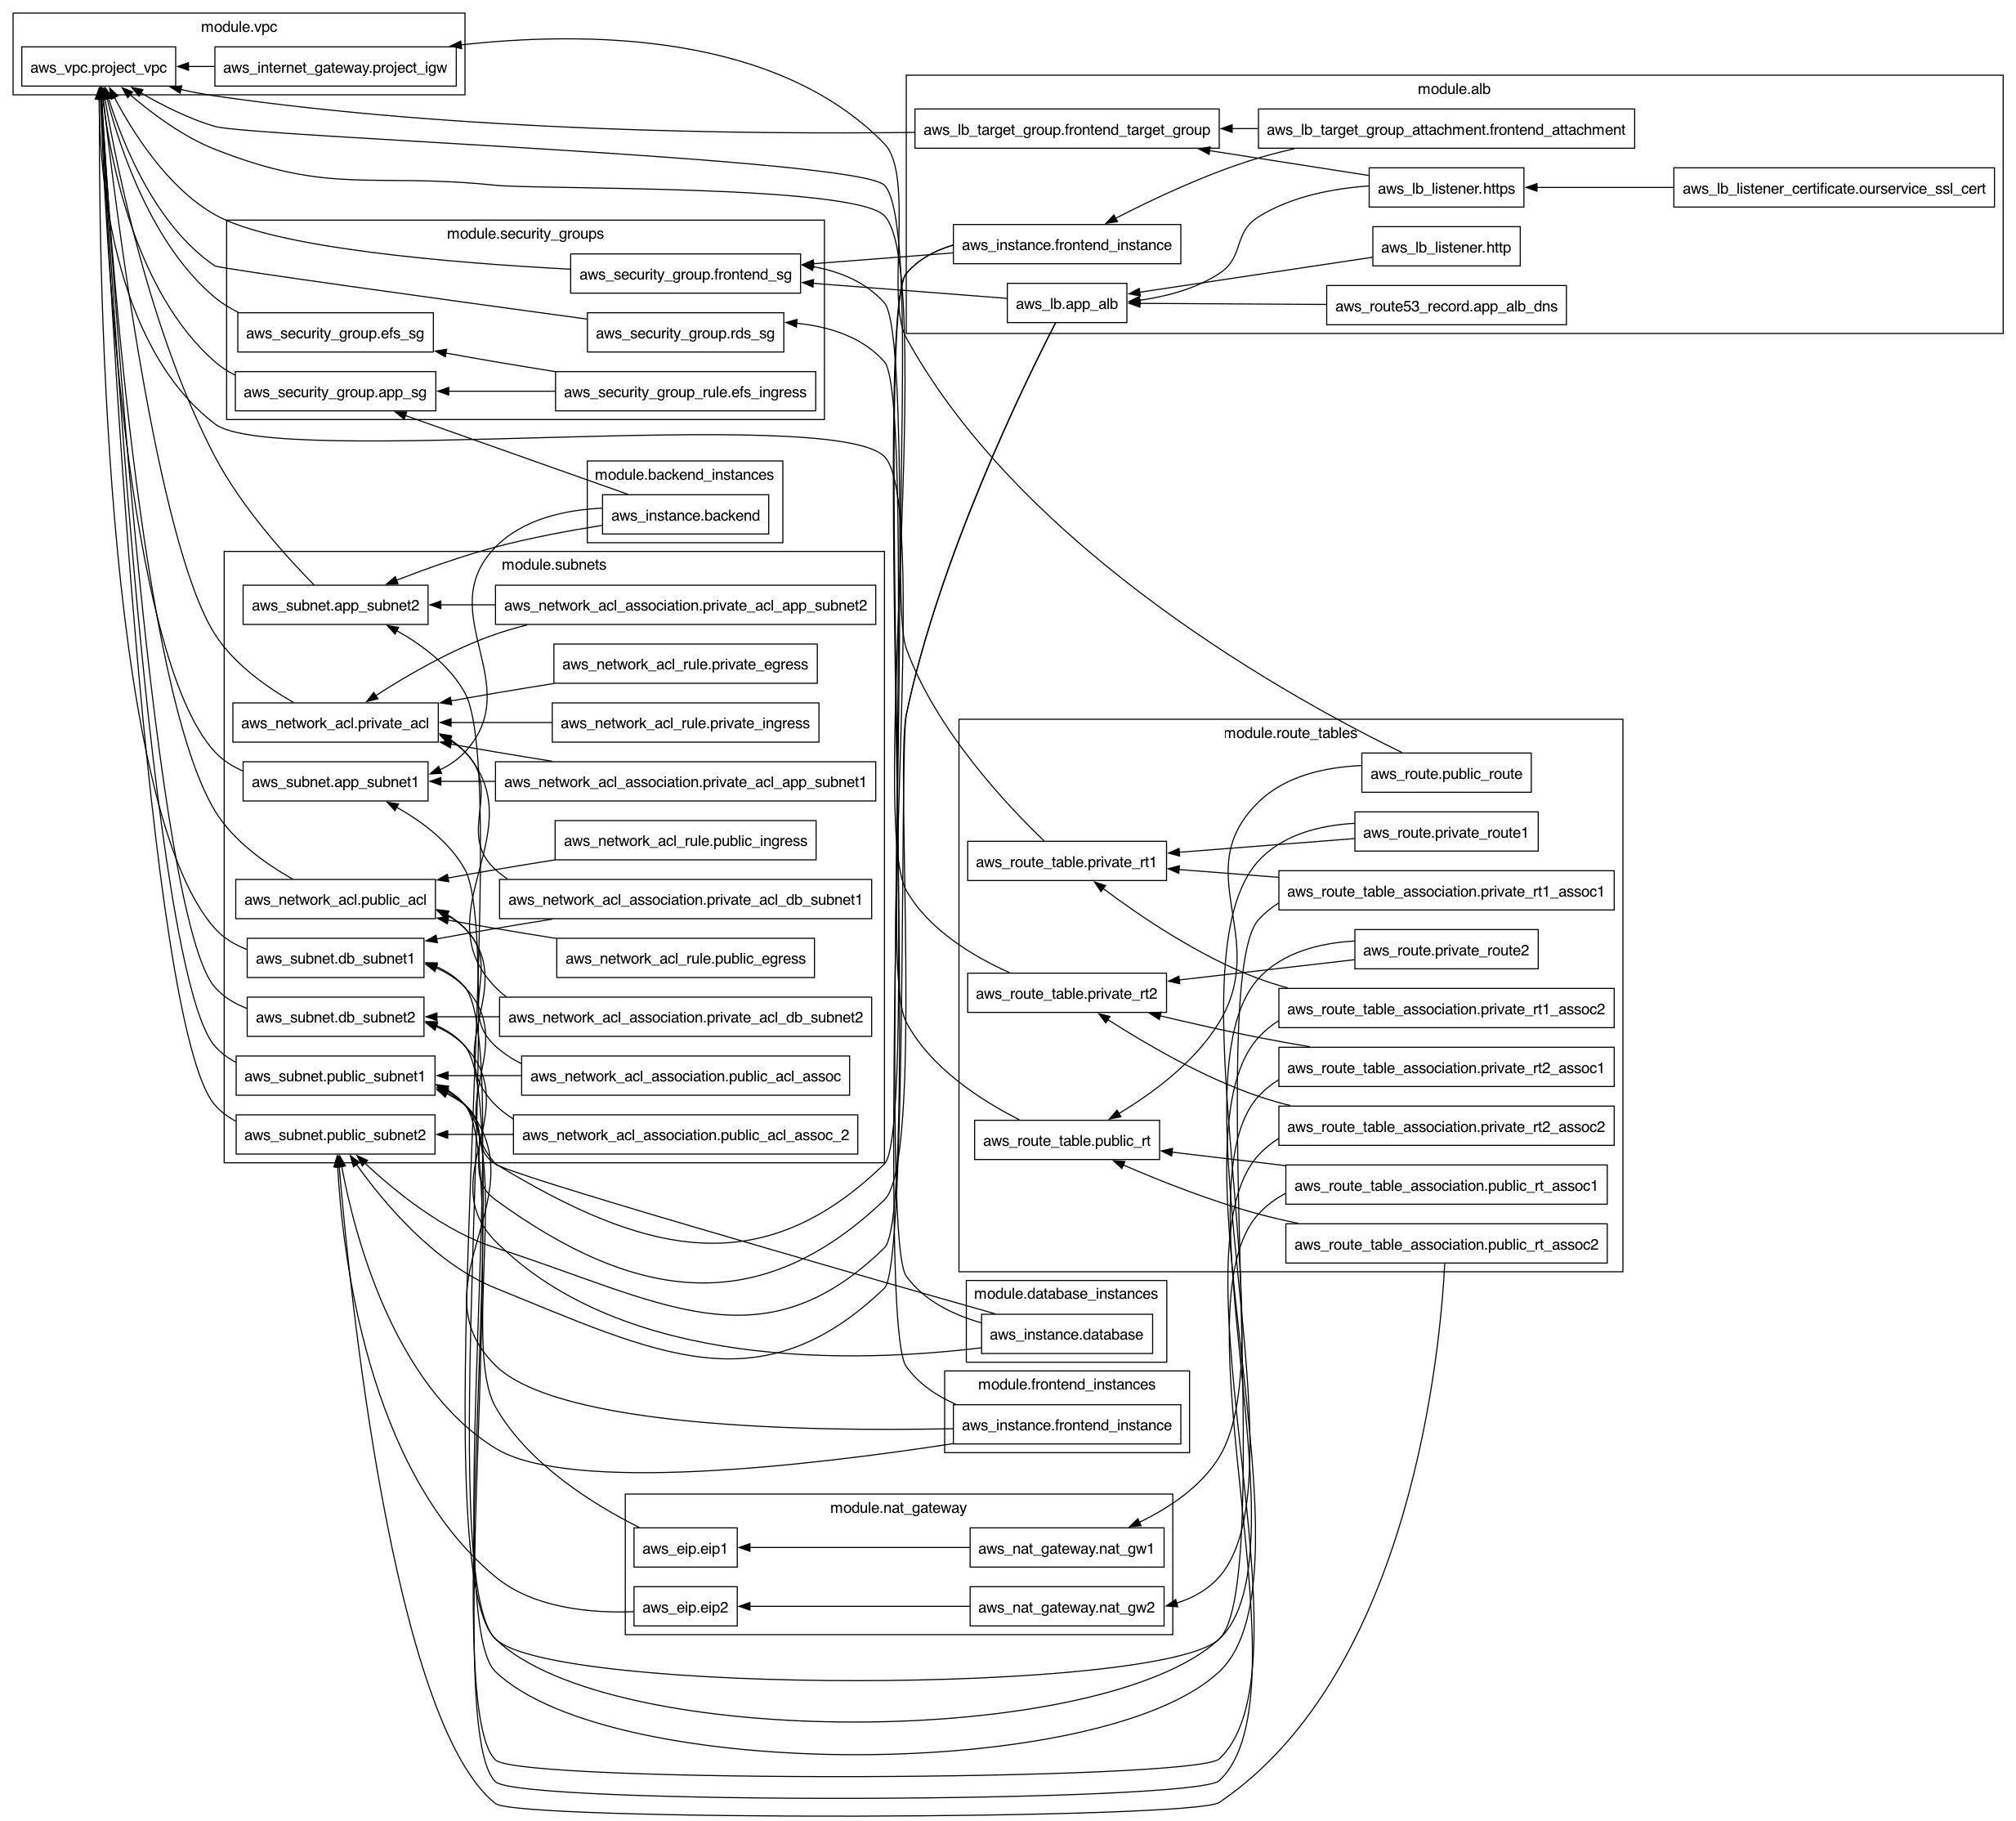 module.vpc
aws_vpc.project_vpc
aws_internet_gateway.project_igw
module.alb
aws_lb_target_group.frontend_target_group
aws_lb_target_group_attachment.frontend_attachment
aws_lb_listener.https
aws_lb_listener_certificate.ourservice_ssl_cert
aws_instance.frontend_instance
aws_lb_listener.http
aws_lb.app_alb
aws_route53_record.app_alb_dns
module.security_groups
aws_security_group.frontend_sg
aws_security_group.efs_sg
aws_security_group.rds_sg
aws_security_group.app_sg
aws_security_group_rule.efs_ingress
module.backend_instances
aws_instance.backend
module.subnets
aws_subnet.app_subnet2
aws_network_acl_association.private_acl_app_subnet2
aws_network_acl_rule.private_egress
aws_network_acl.private_acl
aws_network_acl_rule.private_ingress
aws_subnet.app_subnet1
aws_network_acl_association.private_acl_app_subnet1
aws_network_acl_rule.public_ingress
aws_network_acl.public_acl
aws_network_acl_association.private_acl_db_subnet1
aws_subnet.db_subnet1
aws_network_acl_rule.public_egress
aws_subnet.db_subnet2
aws_network_acl_association.private_acl_db_subnet2
aws_subnet.public_subnet1
aws_network_acl_association.public_acl_assoc
aws_subnet.public_subnet2
aws_network_acl_association.public_acl_assoc_2
module.route_tables
aws_route.public_route
aws_route.private_route1
aws_route_table.private_rt1
aws_route_table_association.private_rt1_assoc1
aws_route.private_route2
aws_route_table.private_rt2
aws_route_table_association.private_rt1_assoc2
aws_route_table_association.private_rt2_assoc1
aws_route_table_association.private_rt2_assoc2
aws_route_table.public_rt
aws_route_table_association.public_rt_assoc1
aws_route_table_association.public_rt_assoc2
module.database_instances
aws_instance.database
module.frontend_instances
aws_instance.frontend_instance
module.nat_gateway
aws_eip.eip1
aws_nat_gateway.nat_gw1
aws_eip.eip2
aws_nat_gateway.nat_gw2